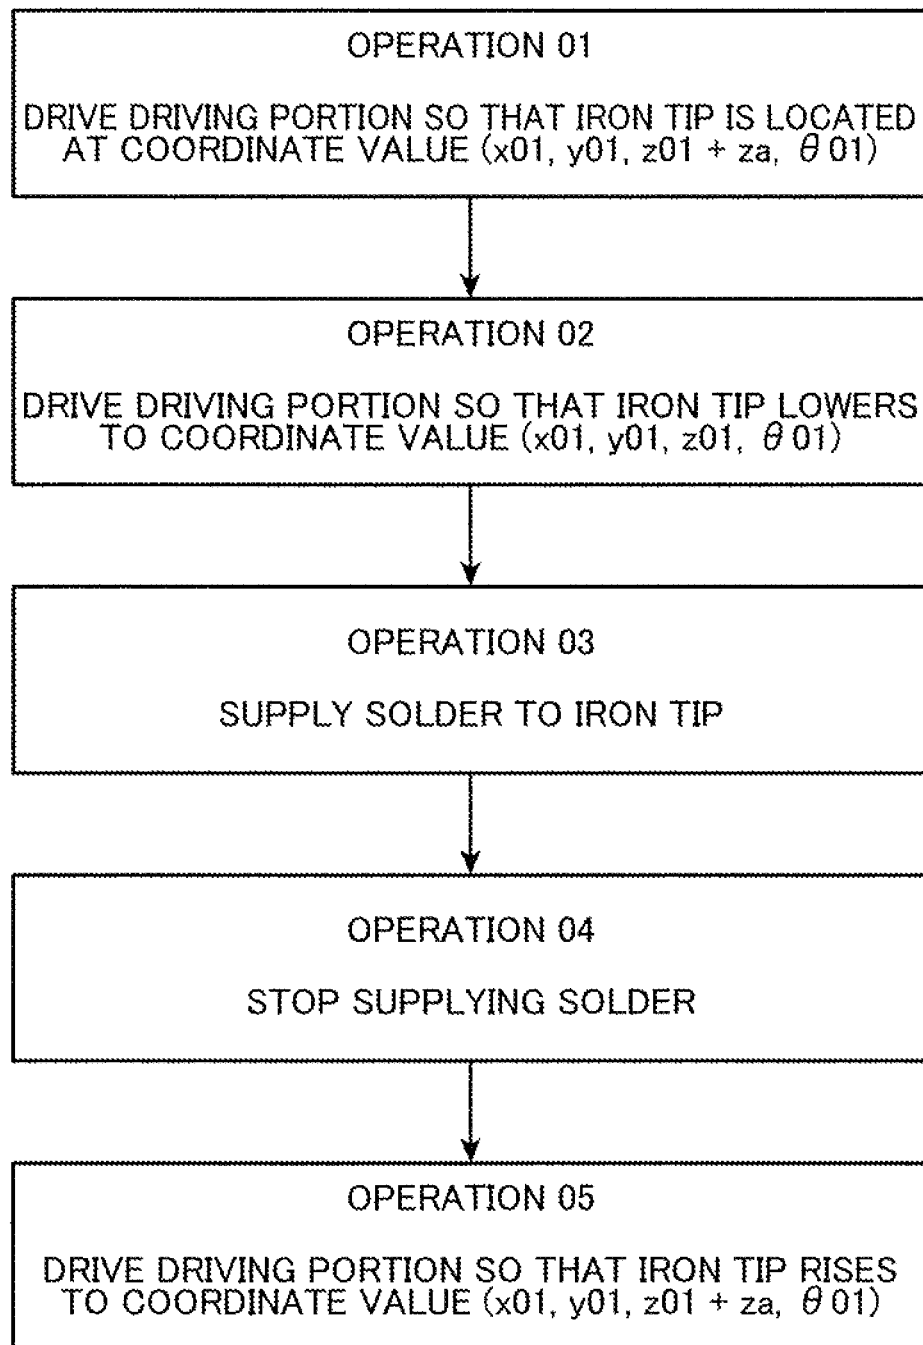 OPERATION 01
DRIVE DRIVING PORTION SO THAT IRON TIP IS LOCATED
AT COORDINATE VALUE (x01, y01, z01 + za, θ01)
OPERATION 02
DRIVE DRIVING PORTION SO THAT IRON TIP LOWERS
TO COORDINATE VALUE (x01, y01, z01, θ01)
OPERATION 03
SUPPLY SOLDER TO IRON TIP
OPERATION 04
STOP SUPPLYING SOLDER
OPERATION 05
DRIVE DRIVING PORTION SO THAT IRON TIP RISES
TO COORDINATE VALUE (x01, y01, z01 + za, θ01)